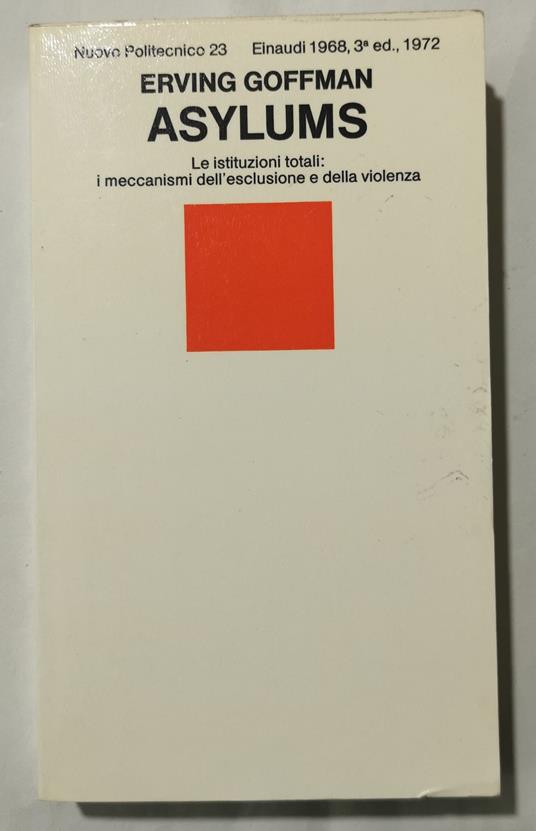 Nuovo Politecnico 23 Einaudi 1968, 3ª ed., 1972
ERVING GOFFMAN
ASYLUMS
Le istituzioni totali:
i meccanismi dell'esclusione e della violenza